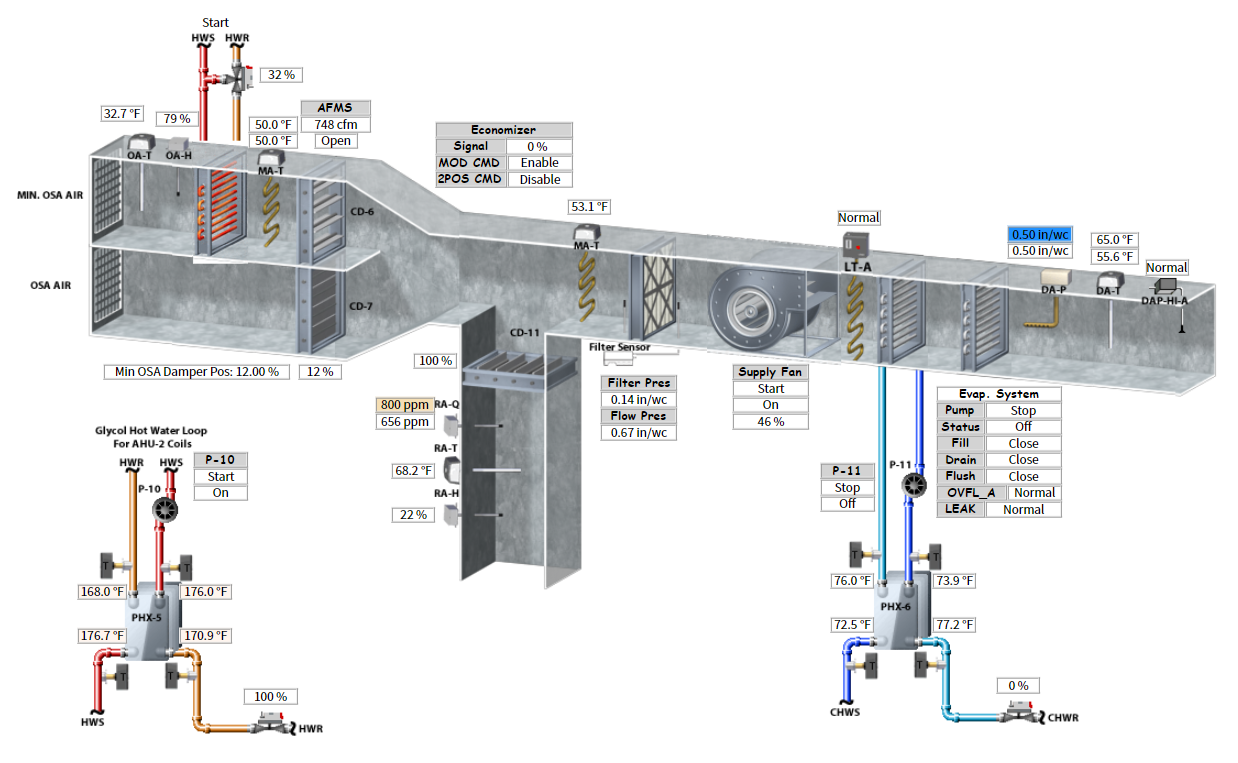 Start
HWS HWR
32 %
32.7 °F
79 %
AFMS
50.0 °F
748 cfm
50.0 °F
Open
OA-T
OA-H
MA-T
MIN. OSA AIR
CD-6
OSA AIR
CD-7
Economizer
Signal 0 %
MOD CMD Enable
2POS CMD Disable
53.1 °F
MA-T
Normal
LT-A
0.50 in/wc
0.50 in/wc
65.0 °F
55.6 °F
Normal
DA-P
DA-T
DAP-HI-A
CD-11
Filter Sensor
Min OSA Damper Pos: 12.00 %
12 %
100 %
Filter Pres
0.14 in/wc
Flow Pres
0.67 in/wc
Supply Fan
Start
On
46 %
800 ppm
RA-Q
656 ppm
RA-T
68.2 °F
RA-H
22 %
Evap. System
Pump Stop
Status Off
Fill Close
Drain Close
Flush Close
OVFL_A Normal
LEAK Normal
Glycol Hot Water Loop
For AHU-2 Coils
HWR HWS
P-10
Start
On
P-10
P-11
Stop
Off
P-11
T
T
168.0 °F
176.0 °F
PHX-5
176.7 °F
170.9 °F
T
HWS
100 %
HWR
T
T
76.0 °F
73.9 °F
PHX-6
72.5 °F
77.2 °F
T
T
CHWS
0 %
CHWR